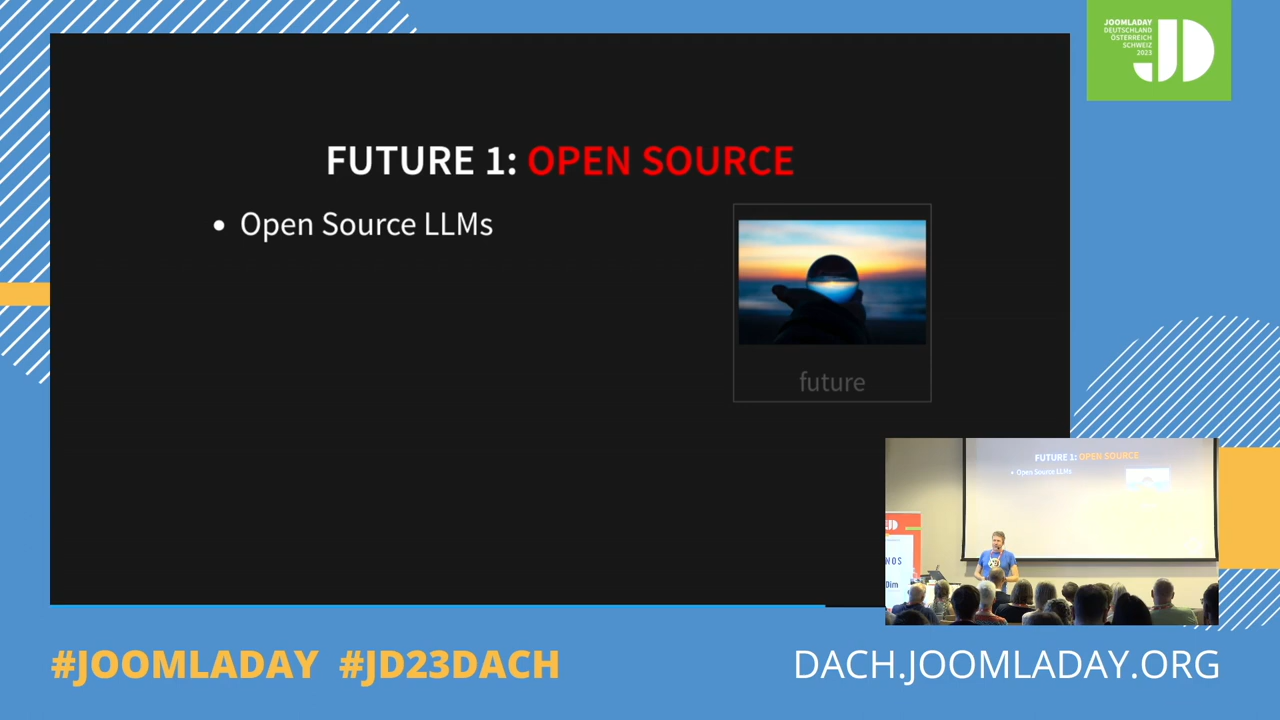 JOOMLADAY
DEUTSCHLAND
ÖSTERREICH
SCHWEIZ
2023
JD
FUTURE 1: OPEN SOURCE
• Open Source LLMs
future
FUTURE 1: OPEN SOURCE
• Open Source LLMs
#JOOMLADAY #JD23DACH
DACH.JOOMLADAY.ORG